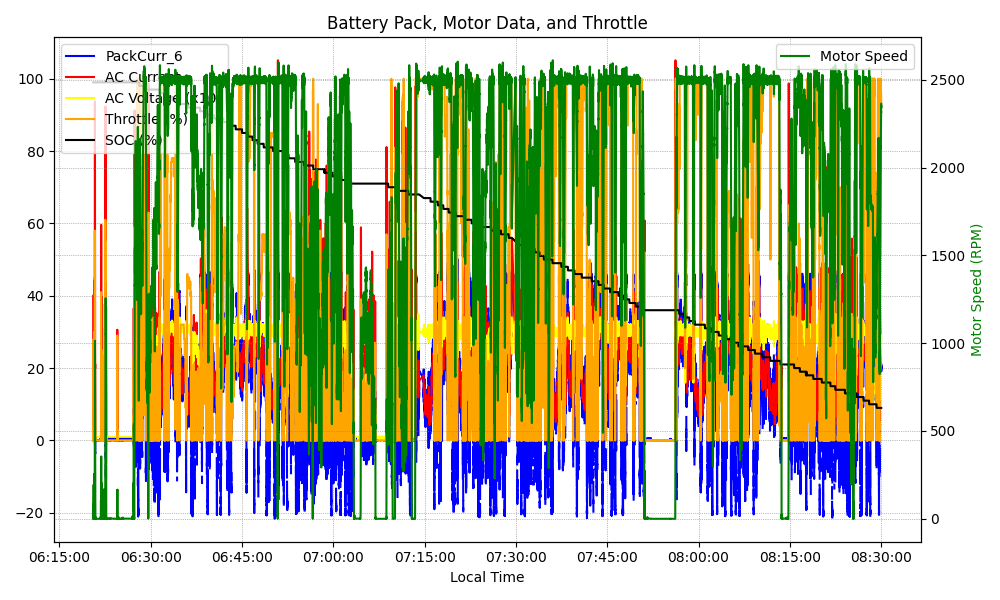 Battery Pack, Motor Data, and Throttle
PackCurr_6
AC Curre
AC Voltage (x10)
Throttle (%)
SOC (%)
Motor Speed
100
80
60
40
20
0
−20
2500
2000
1500
1000
500
0
Motor Speed (RPM)
06:15:00 06:30:00 06:45:00 07:00:00 07:15:00 07:30:00 07:45:00 08:00:00 08:15:00 08:30:00
Local Time